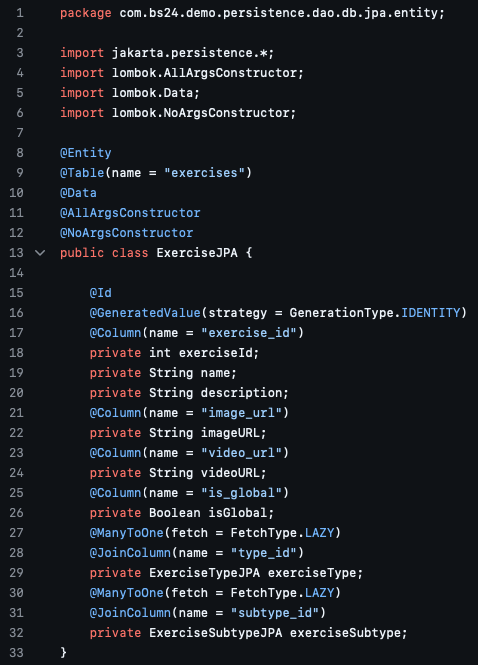 1 package com.bs24.demo.persistence.dao.db.jpa.entity;
2
3 import jakarta.persistence.*;
4 import lombok.AllArgsConstructor;
5 import lombok.Data;
6 import lombok.NoArgsConstructor;
7
8 @Entity
9 @Table(name = "exercises")
10 @Data
11 @AllArgsConstructor
12 @NoArgsConstructor
13 public class ExerciseJPA {
14
15     @Id
16     @GeneratedValue(strategy = GenerationType.IDENTITY)
17     @Column(name = "exercise_id")
18     private int exerciseId;
19     private String name;
20     private String description;
21     @Column(name = "image_url")
22     private String imageURL;
23     @Column(name = "video_url")
24     private String videoURL;
25     @Column(name = "is_global")
26     private Boolean isGlobal;
27     @ManyToOne(fetch = FetchType.LAZY)
28     @JoinColumn(name = "type_id")
29     private ExerciseTypeJPA exerciseType;
30     @ManyToOne(fetch = FetchType.LAZY)
31     @JoinColumn(name = "subtype_id")
32     private ExerciseSubtypeJPA exerciseSubtype;
33 }